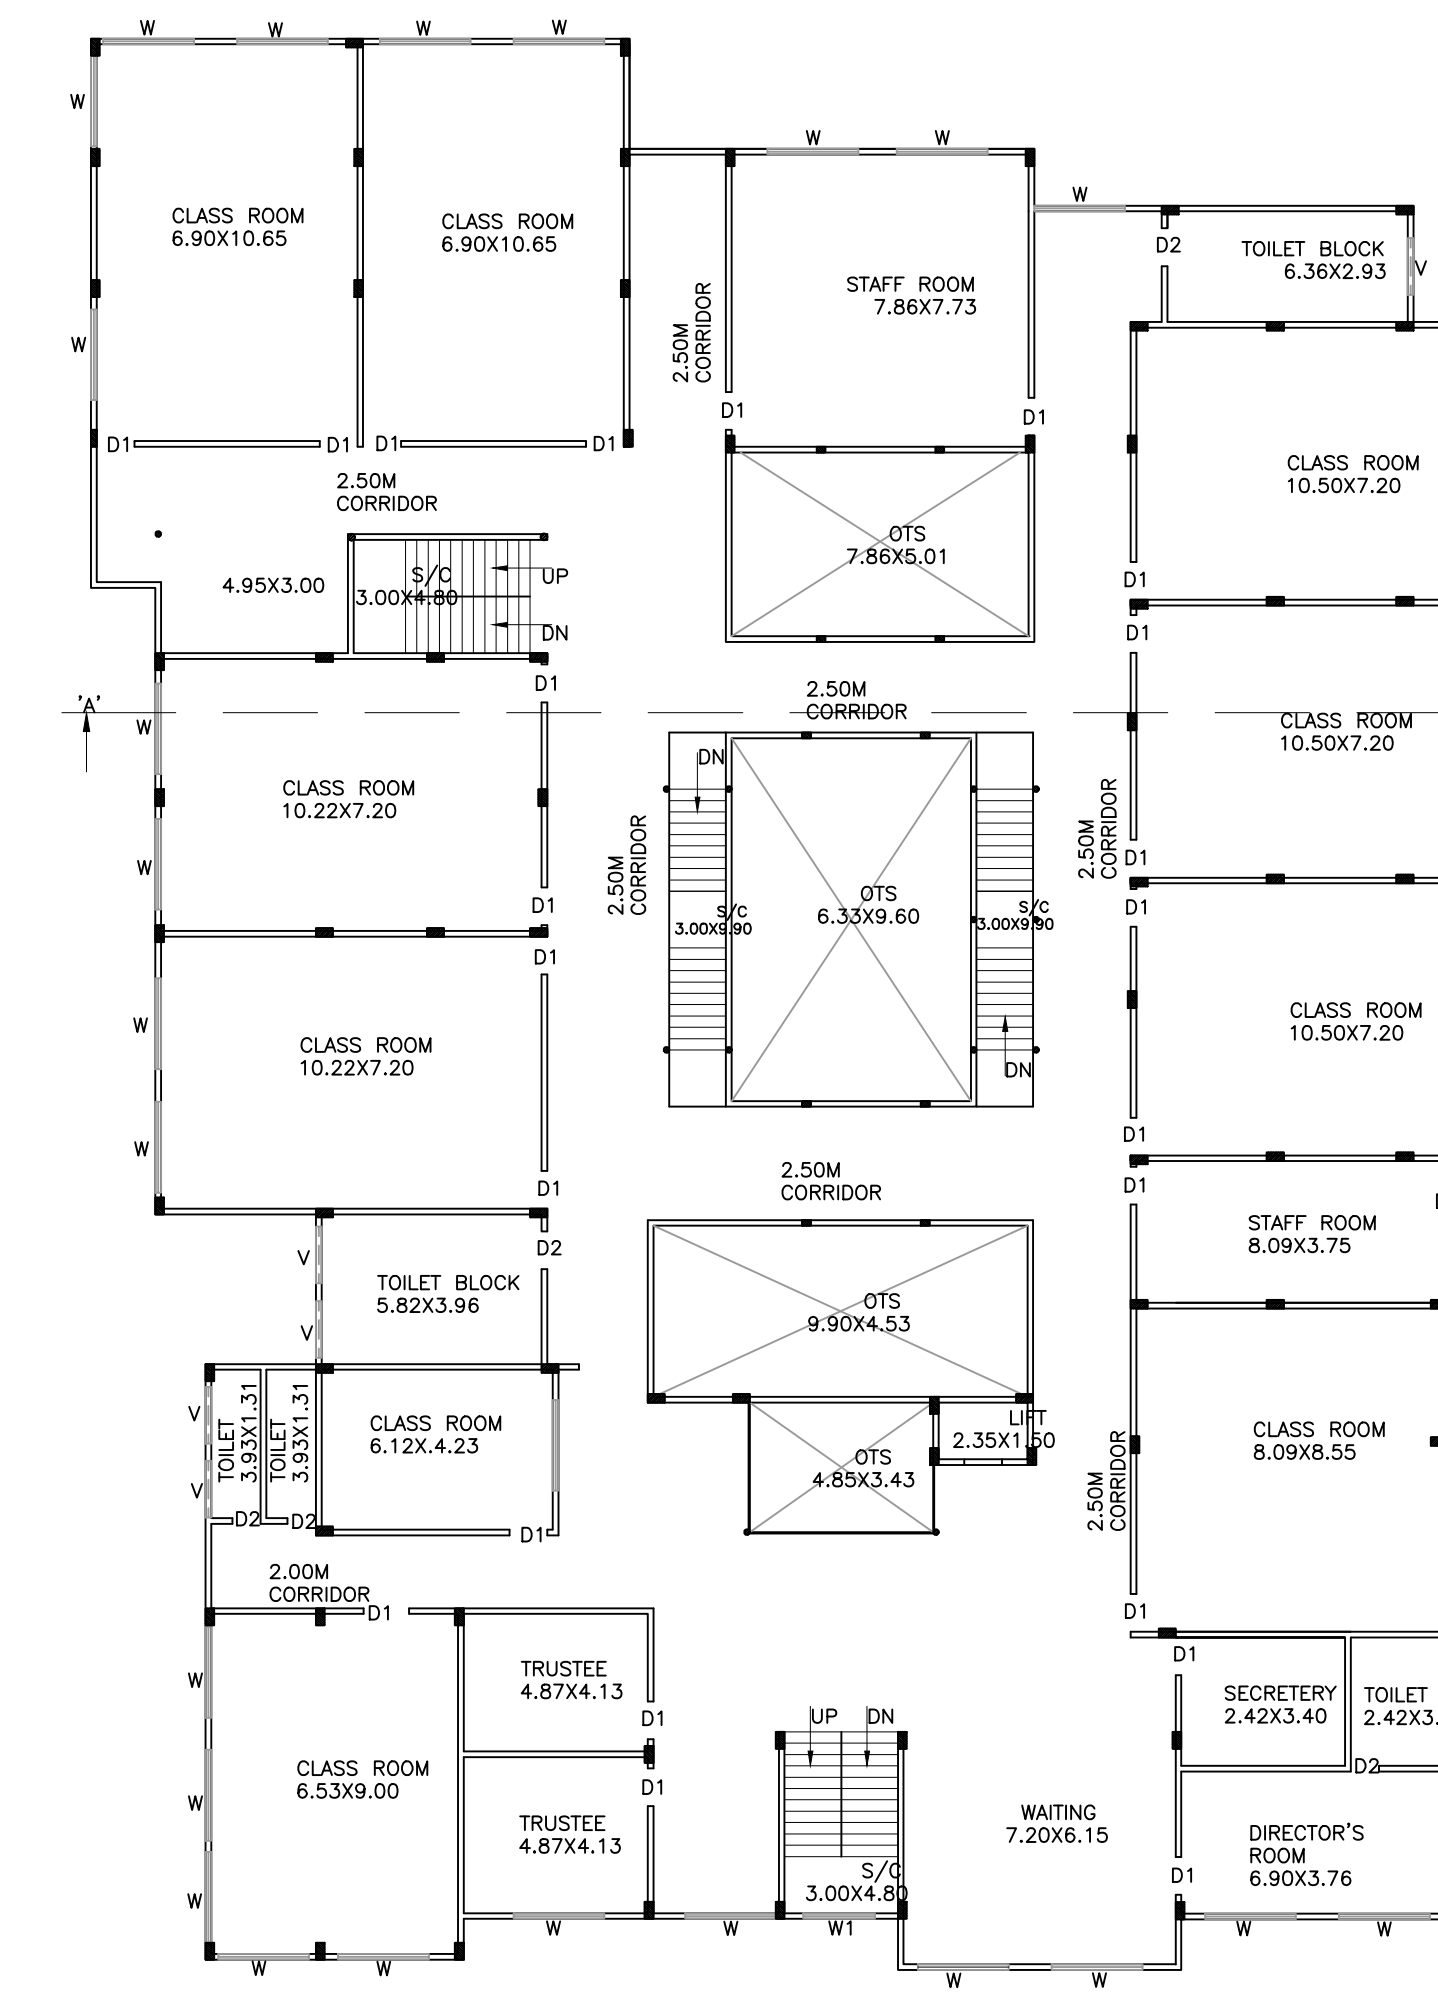 W
W
W
W
W
CLASS ROOM
6.90X10.65
CLASS ROOM
6.90X10.65
W
D1
D1
D1
D1
2.50M
CORRIDOR
W
W
2.50M
CORRIDOR
STAFF ROOM
7.86X7.73
D1
D1
W
D2
TOILET BLOCK
6.36X2.93
V
CLASS ROOM
10.50X7.20
D1
OTS
7.86X5.01
4.95X3.00
S/C
3.00X4.80
UP
DN
D1
D1
'A'
W
2.50M
CORRIDOR
CLASS ROOM
10.50X7.20
DN
CLASS ROOM
10.22X7.20
W
2.50M
CORRIDOR
2.50M
CORRIDOR
D1
D1
D1
D1
OTS
6.33X9.60
S/C
3.00X9.90
S/C
3.00X9.90
DN
CLASS ROOM
10.50X7.20
W
CLASS ROOM
10.22X7.20
W
D1
D1
D1
2.50M
CORRIDOR
STAFF ROOM
8.09X3.75
D2
V
TOILET BLOCK
5.82X3.96
V
OTS
9.90X4.53
V
V
TOILET
3.93X1.31
TOILET
3.93X1.31
CLASS ROOM
6.12X.4.23
LIFT
2.35X1.50
OTS
4.85X3.43
CLASS ROOM
8.09X8.55
2.50M
CORRIDOR
D2
D2
D1
2.00M
CORRIDOR
D1
D1
D1
W
TRUSTEE
4.87X4.13
D1
SECRETERY
2.42X3.40
TOILET
2.42X3.
UP
DN
CLASS ROOM
6.53X9.00
D1
D2
W
TRUSTEE
4.87X4.13
WAITING
7.20X6.15
DIRECTOR'S
ROOM
6.90X3.76
S/C
3.00X4.80
D1
W
W
W
W1
W
W
W
W
W
W